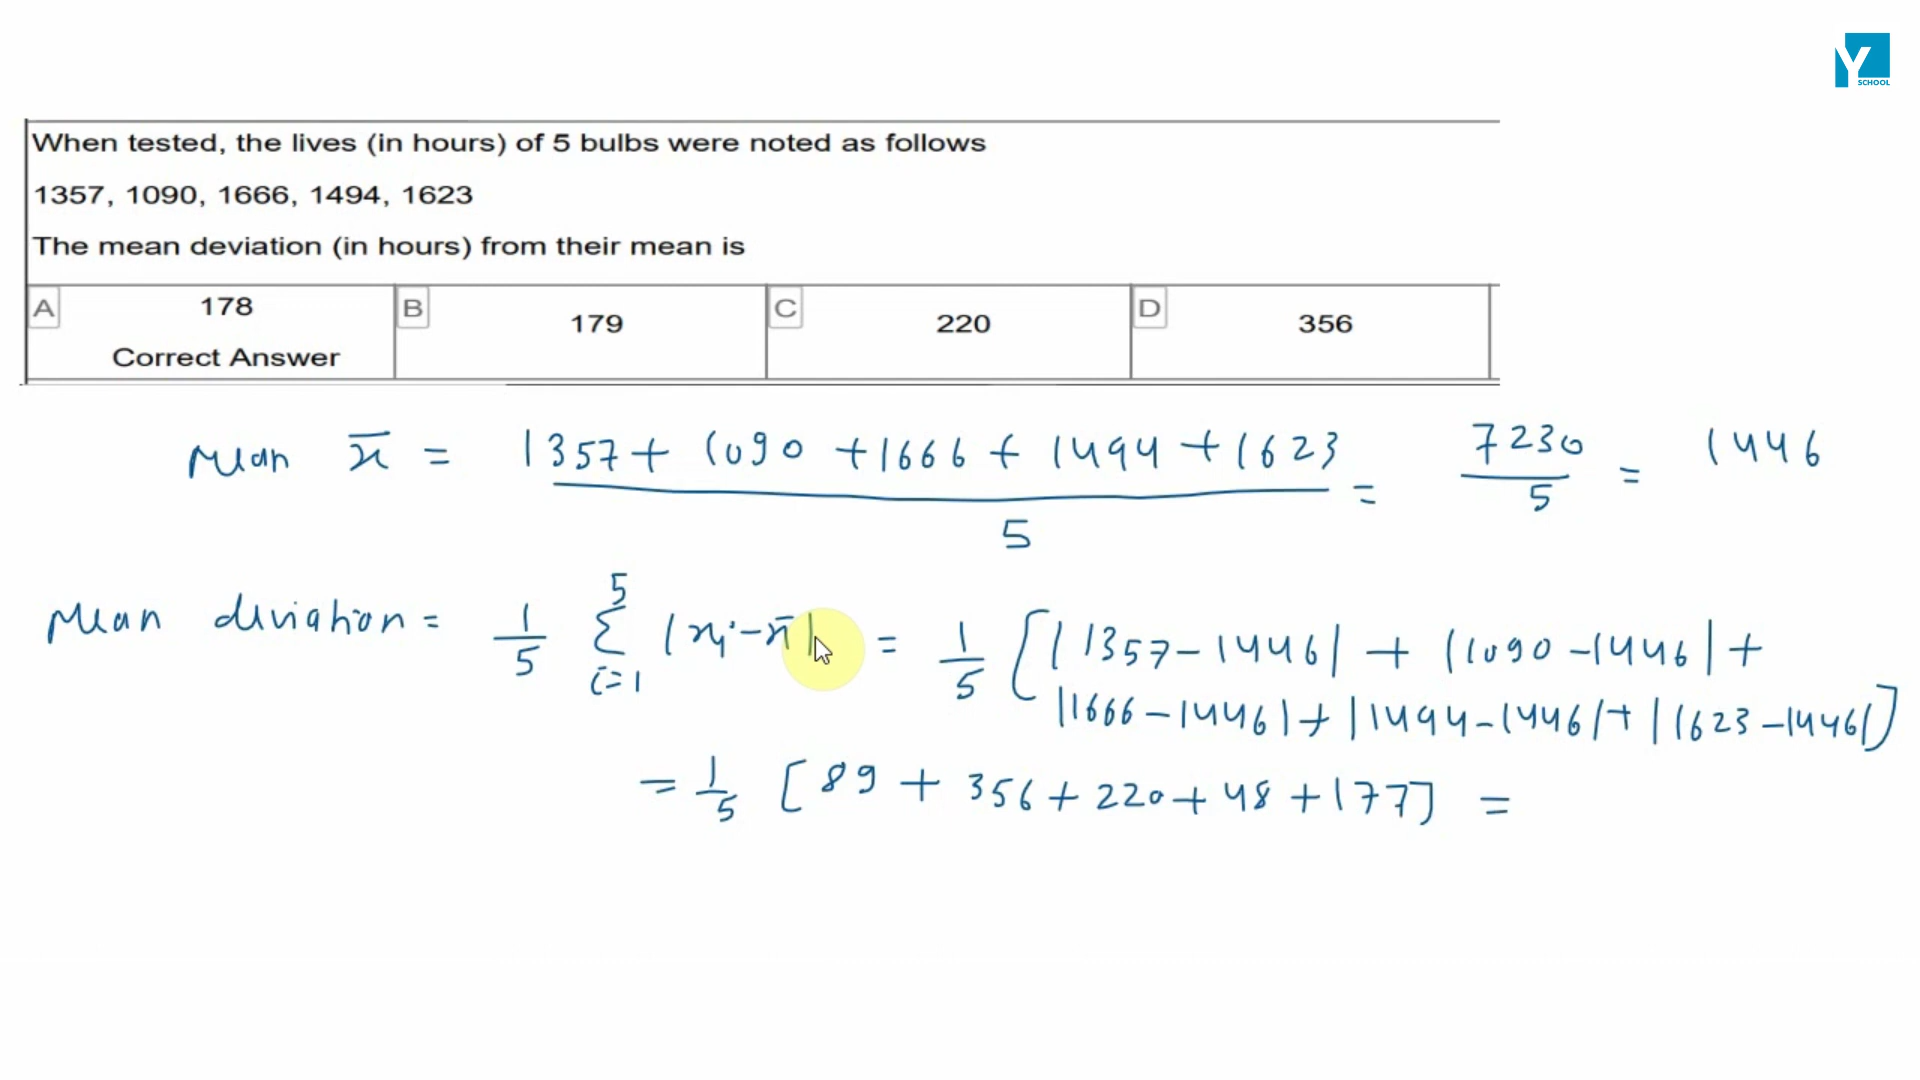 Y SCHOOL
When tested, the lives (in hours) of 5 bulbs were noted as follows
1357, 1090, 1666, 1494, 1623
The mean deviation (in hours) from their mean is
A 178 Correct Answer B 179 C 220 D 356
Mean x̄ = (1357 + 1090 + 1666 + 1494 + 1623)/5 = 7230/5 = 1446
Mean deviation = 1/5 5 Σ i=1 |xi - x̄| = 1/5 [|1357 - 1446| + |1090 - 1446| +
|1666 - 1446| + |1494 - 1446| + |1623 - 1446|]
= 1/5 [89 + 356 + 220 + 48 + 177] =